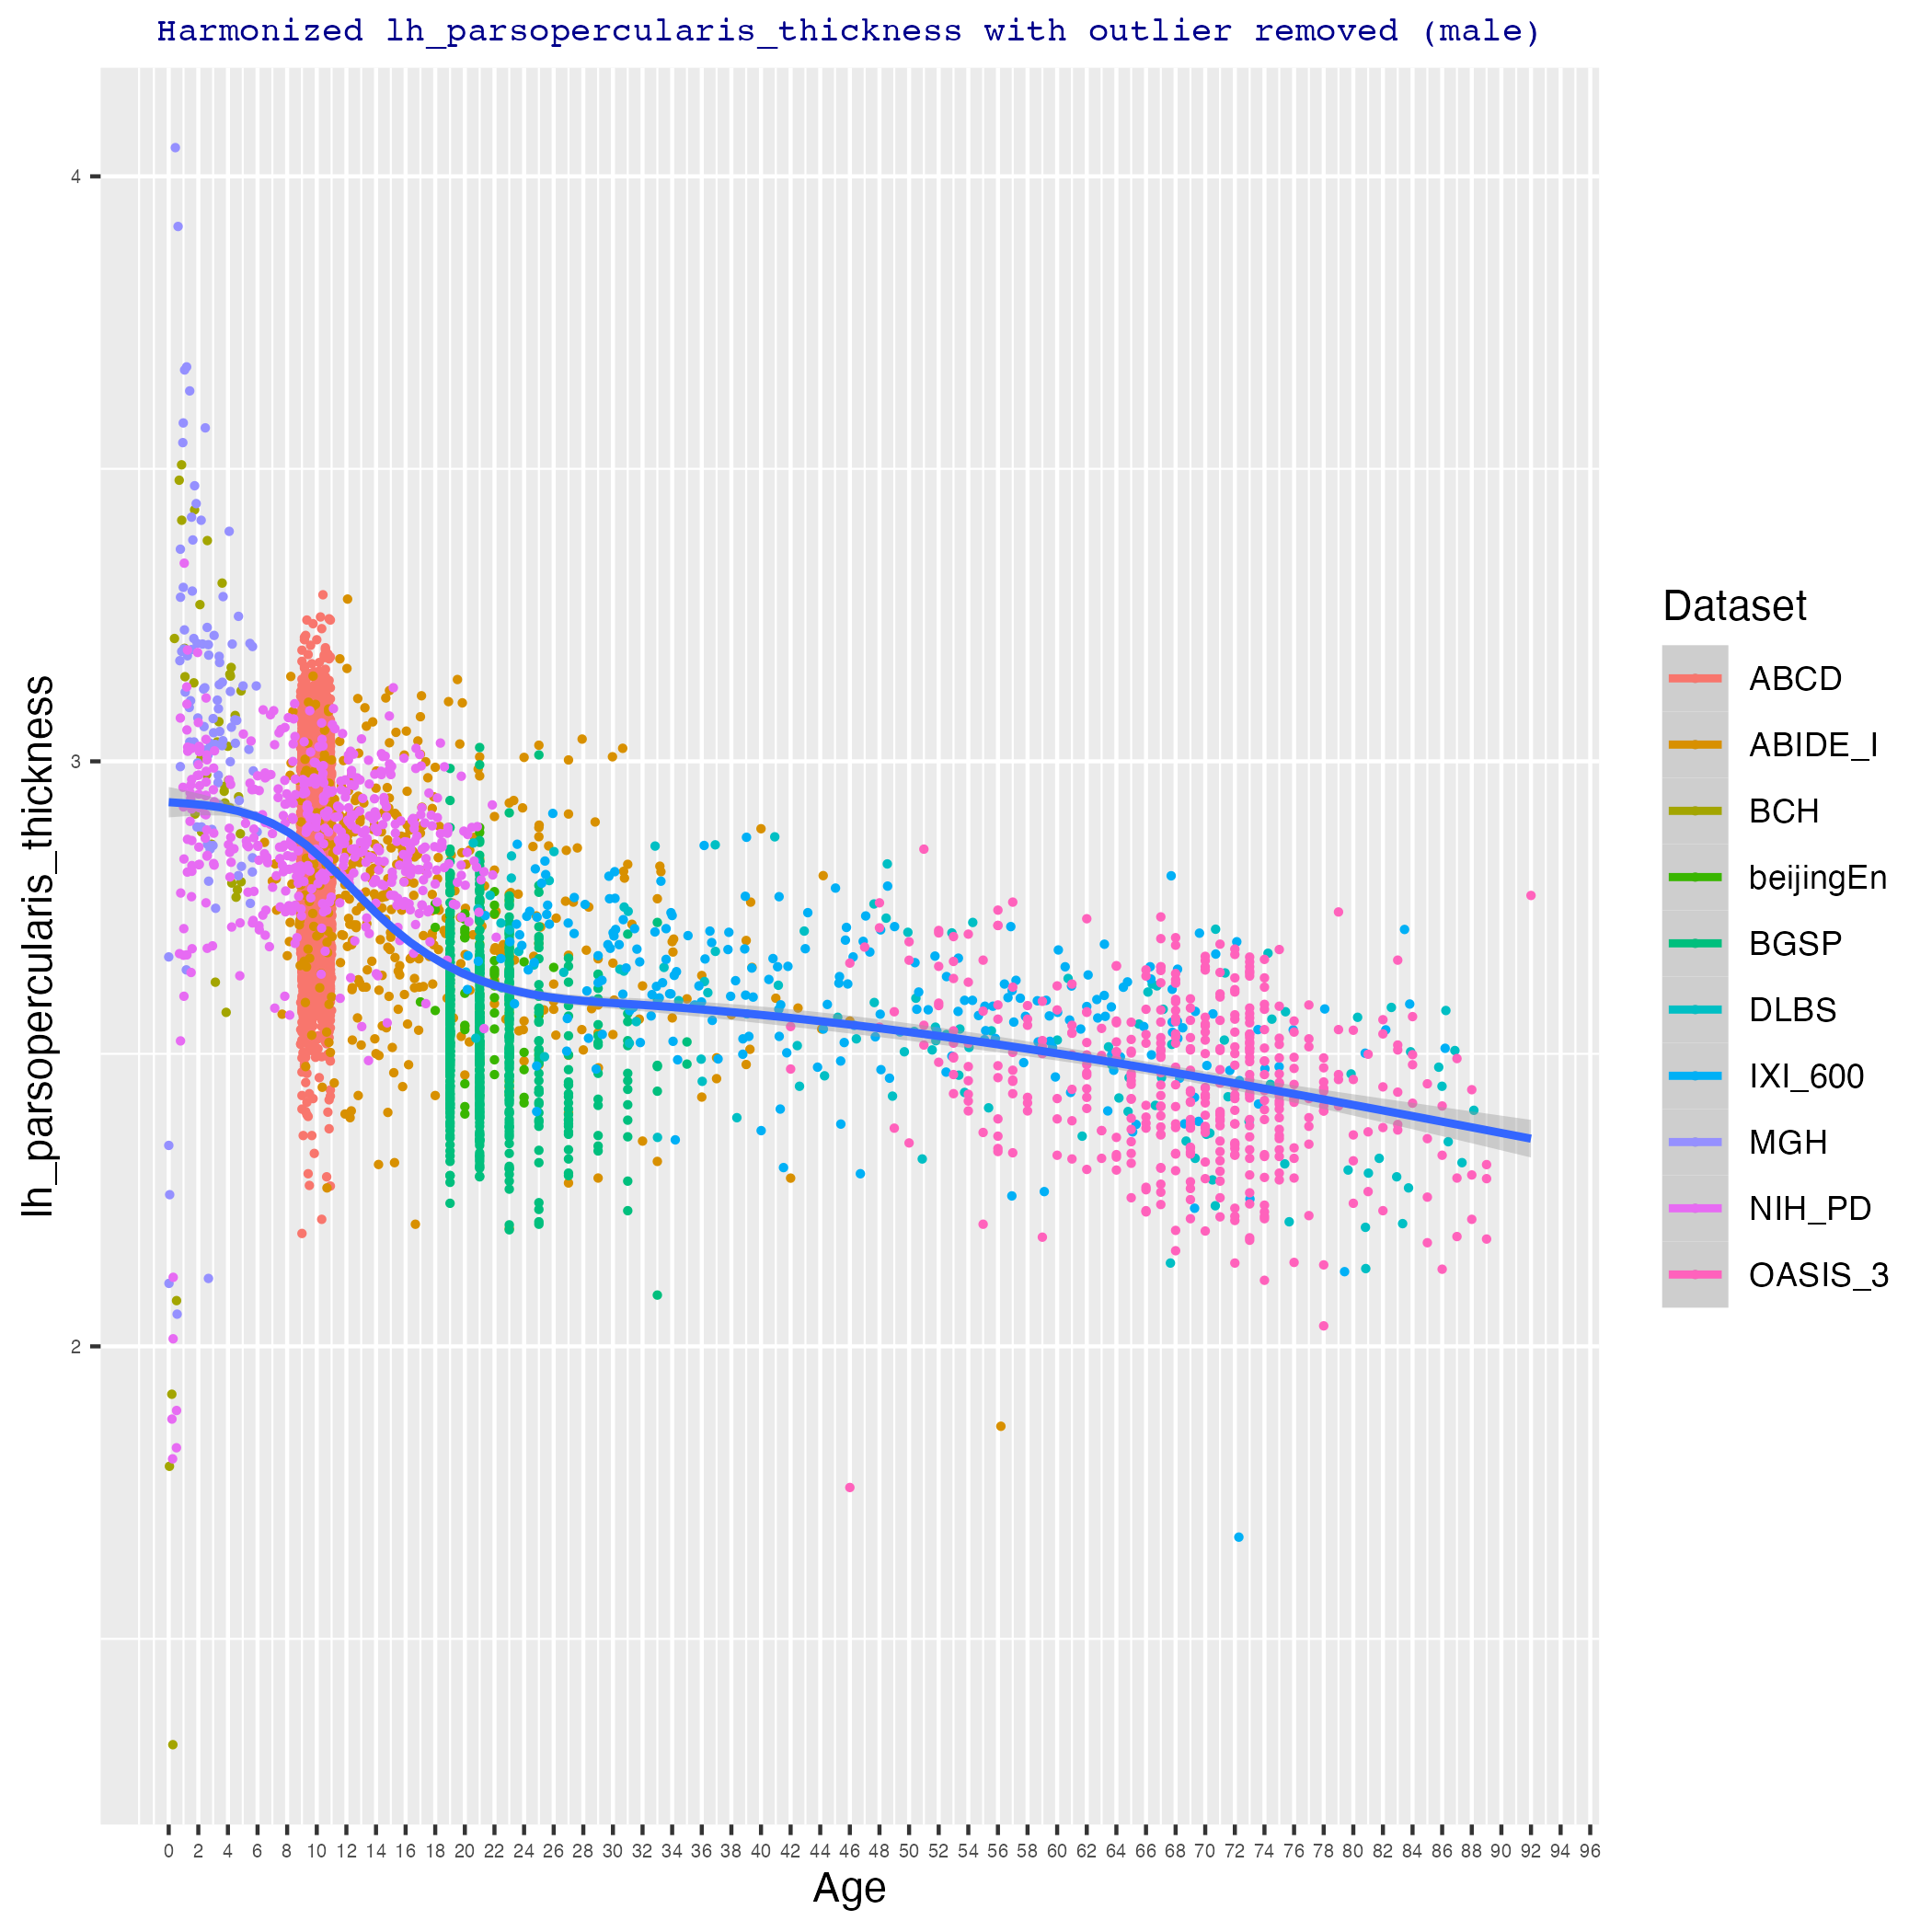 Harmonized lh_parsopercularis_thickness with outlier removed (male)
lh_parsopercularis_thickness
4
3
2
0 2 4 6 8 10 12 14 16 18 20 22 24 26 28 30 32 34 36 38 40 42 44 46 48 50 52 54 56 58 60 62 64 66 68 70 72 74 76 78 80 82 84 86 88 90 92 94 96
Age
Dataset
ABCD
ABIDE_I
BCH
beijingEn
BGSP
DLBS
IXI_600
MGH
NIH_PD
OASIS_3